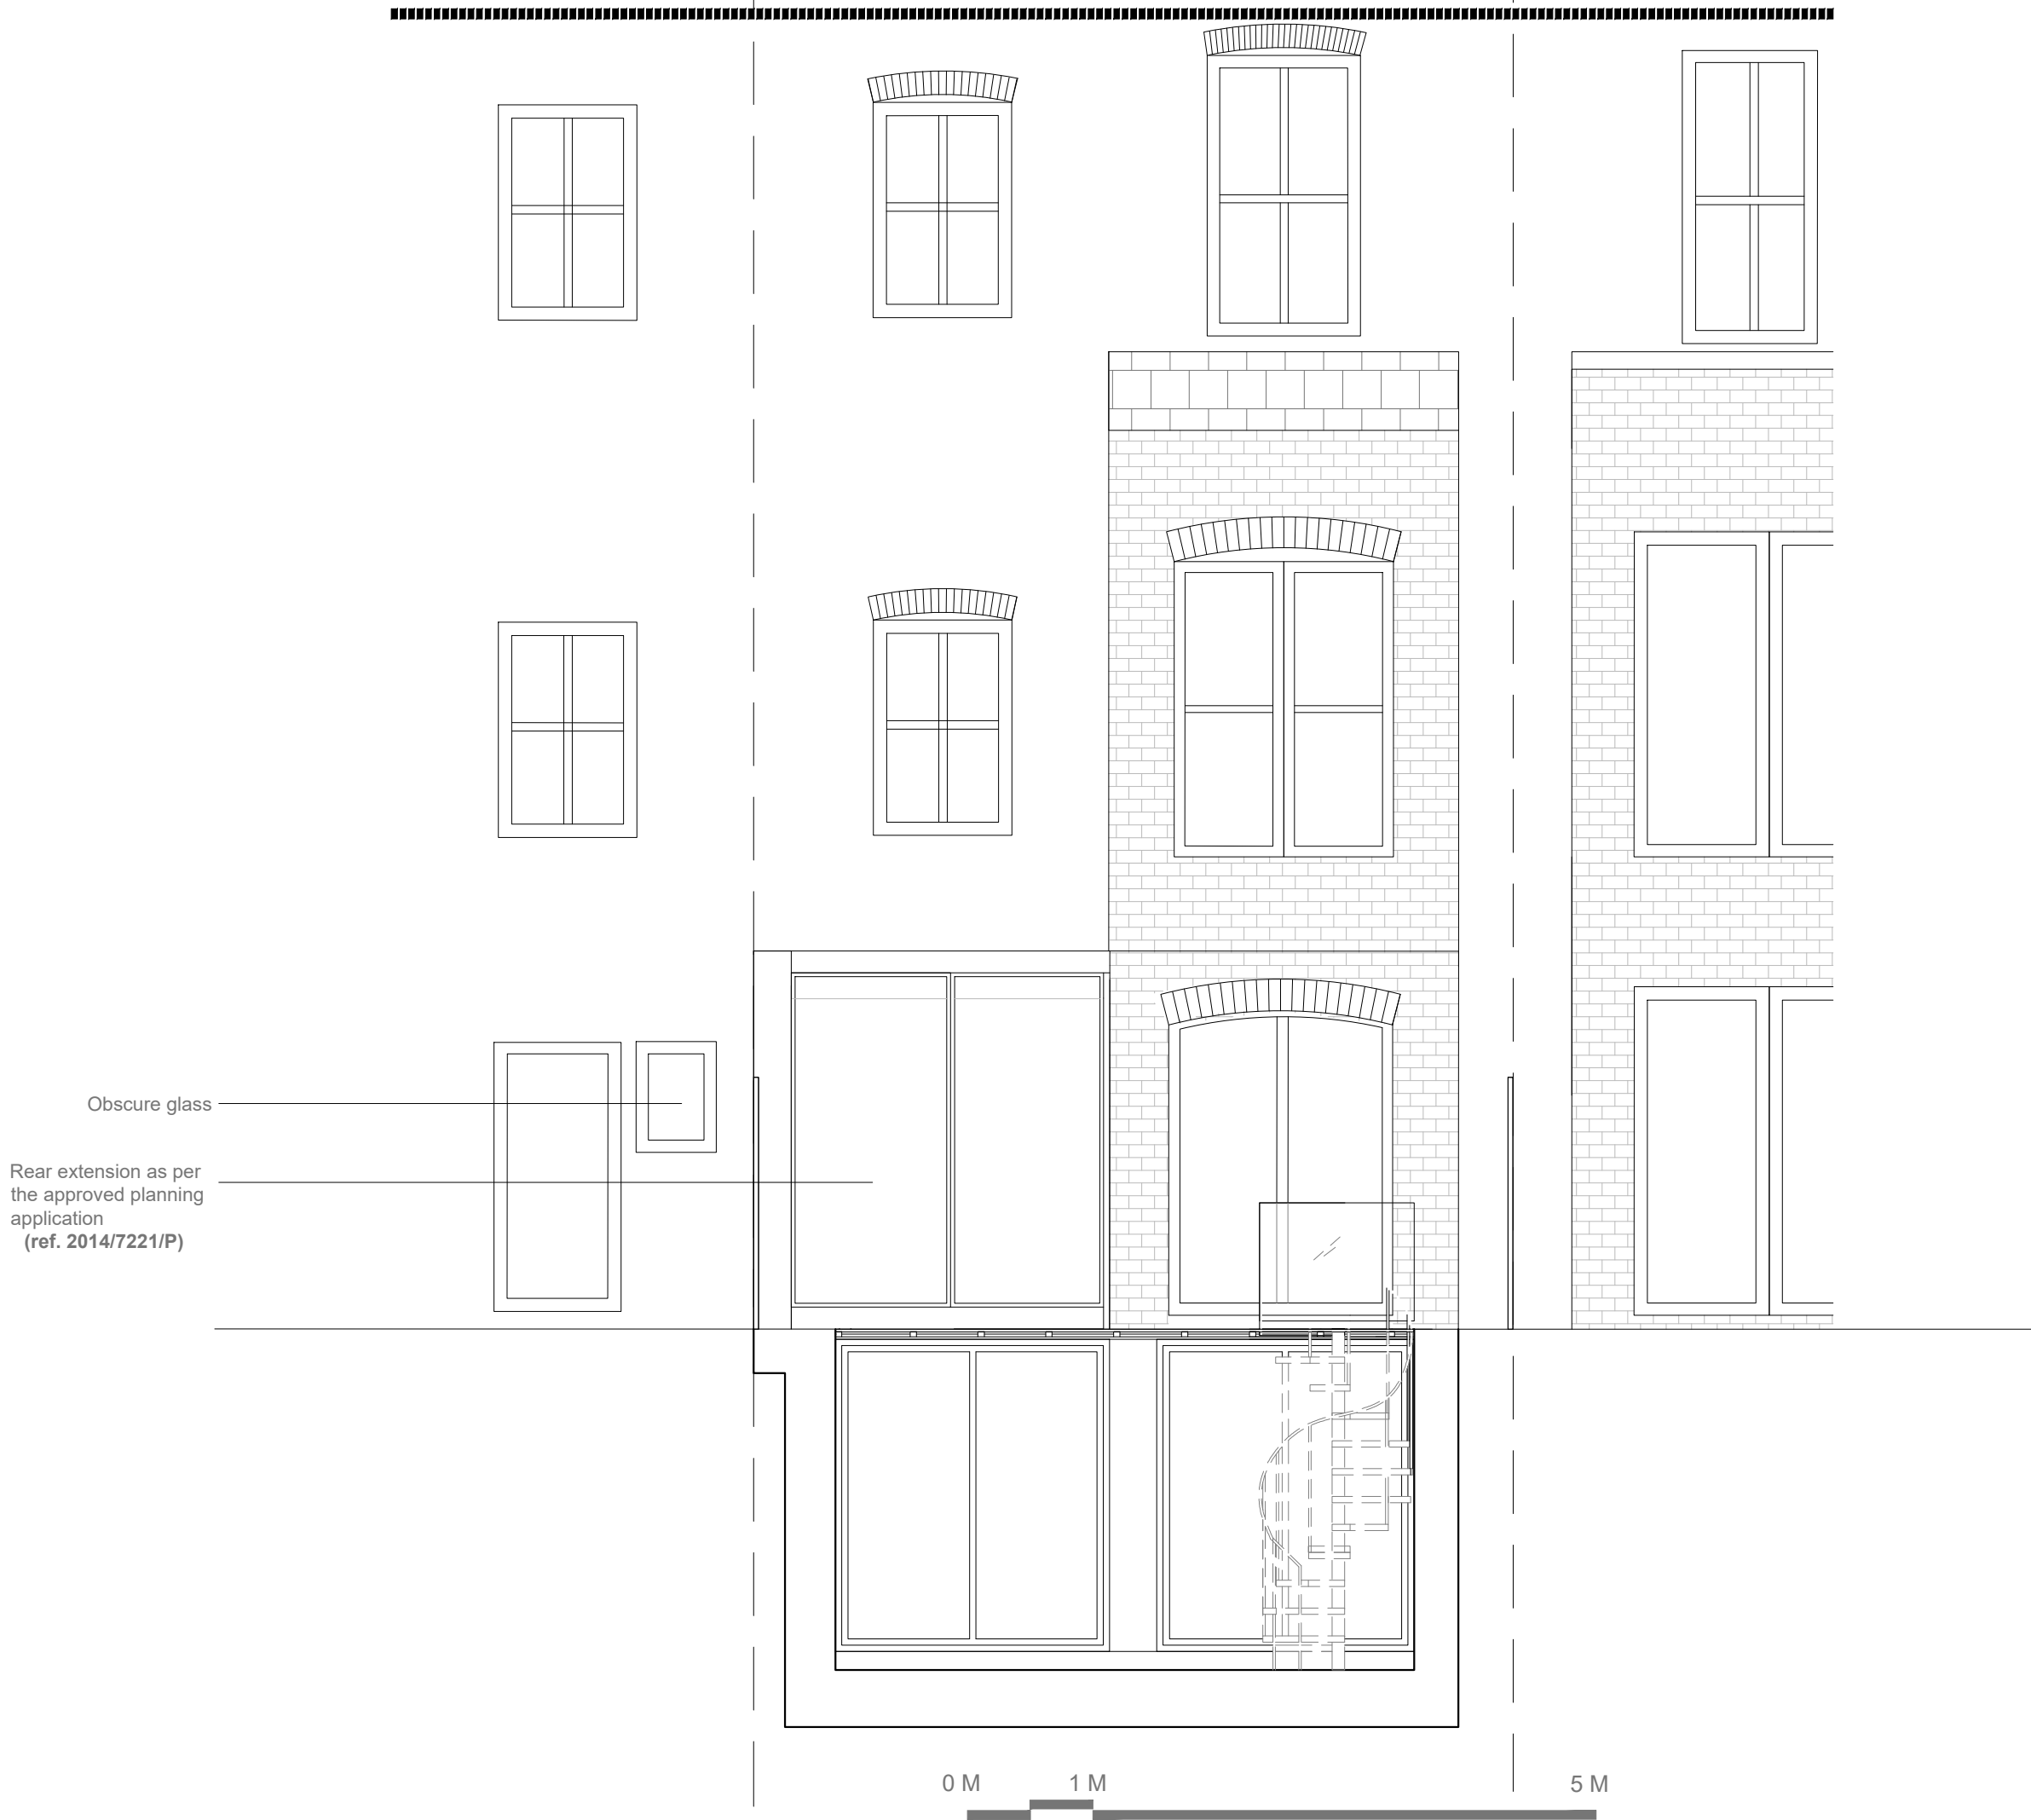 Obscure glass
Rear extension as per
the approved planning
application
(ref. 2014/7221/P)
0 M 1 M 5 M